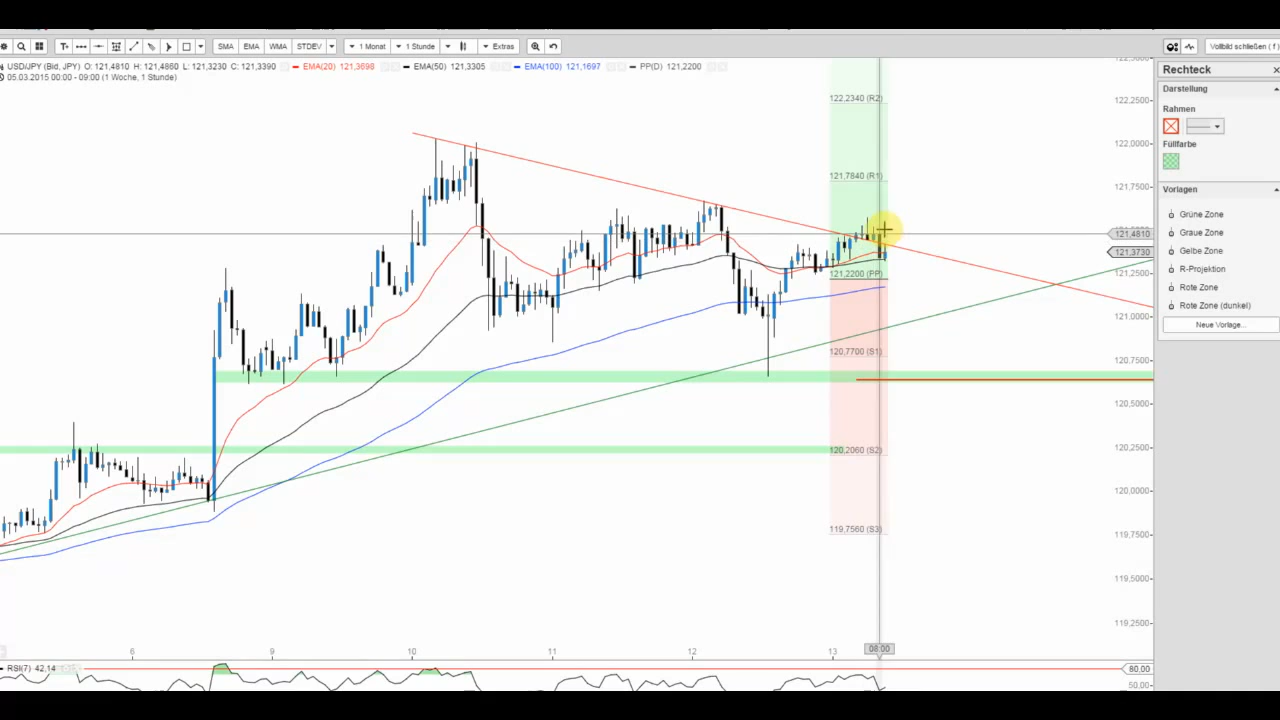 SMA EMA WMA STDEV 1 Monat 1 Stunde Extras Vollbild schließen ( f )
USD/JPY (Bid, JPY) O: 121,4810 H: 121,4860 L: 121,3230 C: 121,3390 EMA(20) 121,3698 EMA(50) 121,3305 EMA(100) 121,1697 PP(D) 121,2200
05.03.2015 00:00 - 09:00 (1 Woche, 1 Stunde)
Rechteck
Darstellung
Rahmen
Füllfarbe
Vorlagen
Grüne Zone
Graue Zone
Gelbe Zone
R-Projektion
Rote Zone
Rote Zone (dunkel)
Neue Vorlage...
122,2340 (R2)
121,7840 (R1)
121,2200 (PP)
120,7700 (S1)
120,2060 (S2)
119,7560 (S3)
122,2500
122,0000
121,7500
121,4810
121,3730
121,2500
121,0000
120,7500
120,5000
120,2500
120,0000
119,7500
119,5000
119,2500
6 9 10 11 12 13 08:00
RSI(7) 42,14
80,00
50,00